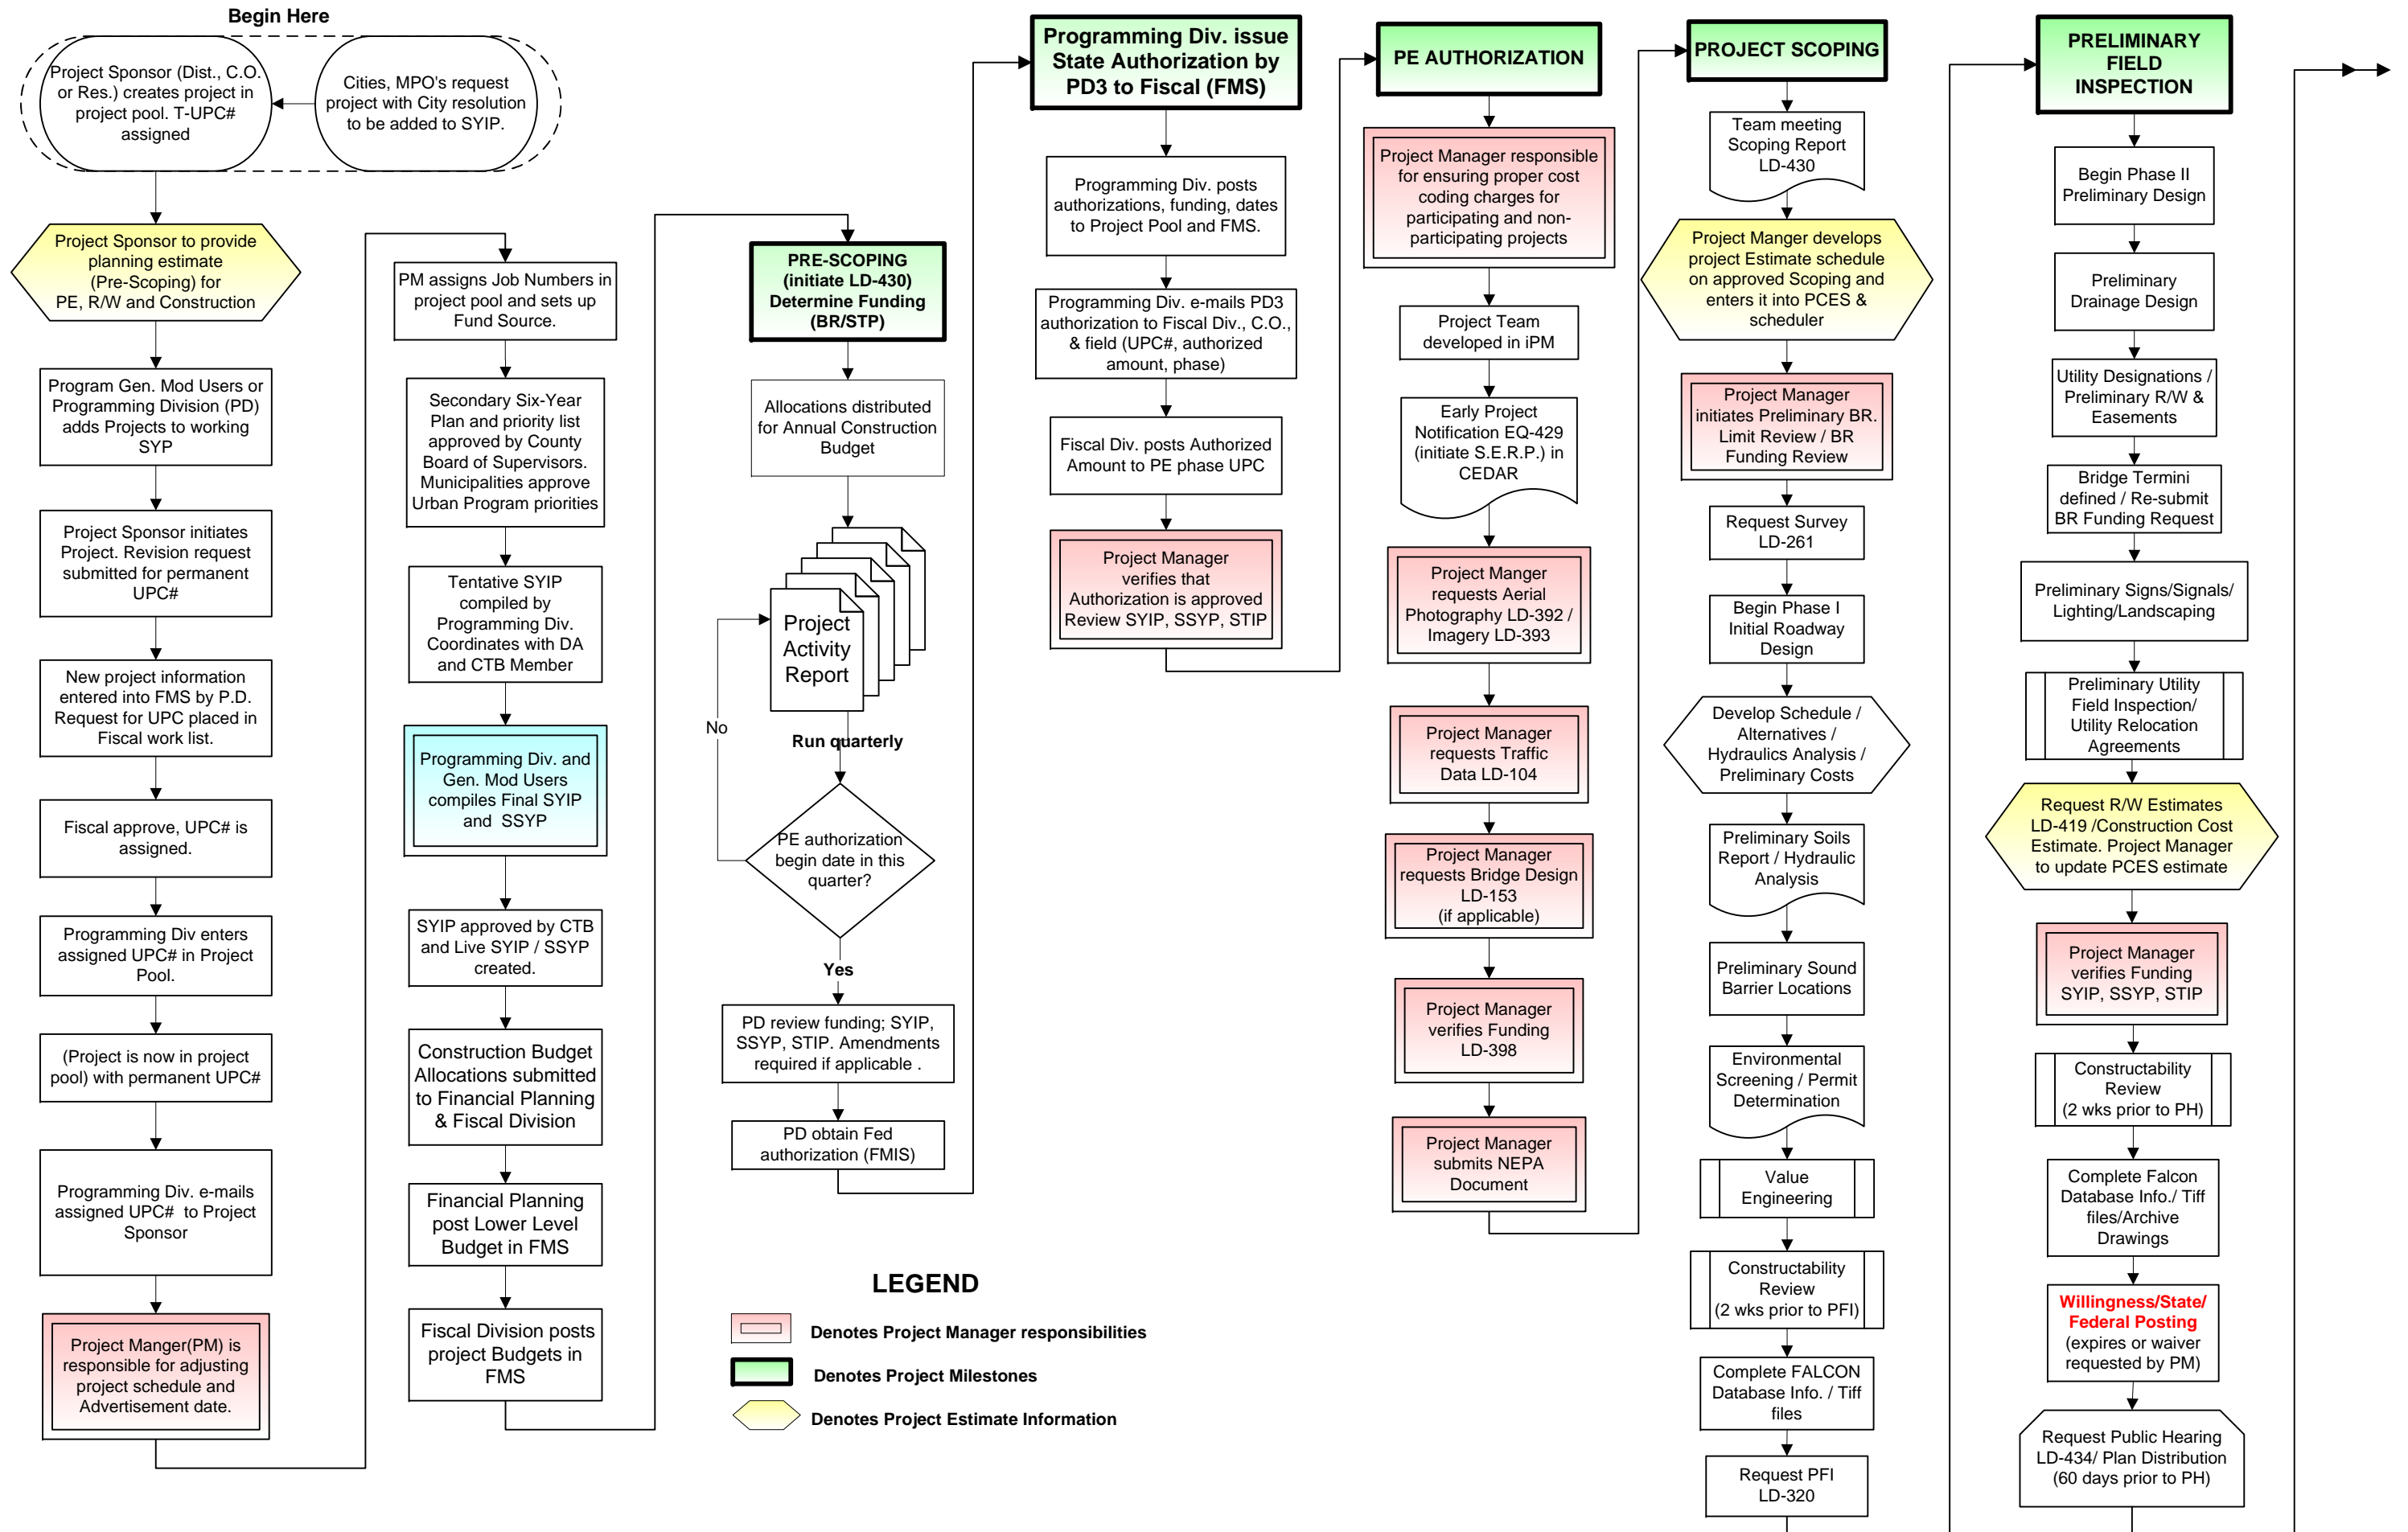 Begin Here
Project Sponsor (Dist., C.O.
or Res.) creates project in
project pool. T-UPC#
assigned
Cities, MPO's request
project with City resolution
to be added to SYIP.
Project Sponsor to provide
planning estimate
(Pre-Scoping) for
PE, R/W and Construction
Program Gen. Mod Users or
Programming Division (PD)
adds Projects to working
SYP
Project Sponsor initiates
Project. Revision request
submitted for permanent
UPC#
New project information
entered into FMS by P.D.
Request for UPC placed in
Fiscal work list.
Fiscal approve, UPC# is
assigned.
Programming Div enters
assigned UPC# in Project
Pool.
(Project is now in project
pool) with permanent UPC#
Programming Div. e-mails
assigned UPC# to Project
Sponsor
Project Manger(PM) is
responsible for adjusting
project schedule and
Advertisement date.
PM assigns Job Numbers in
project pool and sets up
Fund Source.
Secondary Six-Year
Plan and priority list
approved by County
Board of Supervisors.
Municipalities approve
Urban Program priorities
Tentative SYIP
compiled by
Programming Div.
Coordinates with DA
and CTB Member
Programming Div. and
Gen. Mod Users
compiles Final SYIP
and SSYP
SYIP approved by CTB
and Live SYIP / SSYP
created.
Construction Budget
Allocations submitted
to Financial Planning
& Fiscal Division
Financial Planning
post Lower Level
Budget in FMS
Fiscal Division posts
project Budgets in
FMS
PRE-SCOPING
(initiate LD-430)
Determine Funding
(BR/STP)
Allocations distributed
for Annual Construction
Budget
Project
Activity
Report
No
Run quarterly
PE authorization
begin date in this
quarter?
Yes
PD review funding; SYIP,
SSYP, STIP. Amendments
required if applicable .
PD obtain Fed
authorization (FMIS)
LEGEND
Denotes Project Manager responsibilities
Denotes Project Milestones
Denotes Project Estimate Information
Programming Div. issue
State Authorization by
PD3 to Fiscal (FMS)
Programming Div. posts
authorizations, funding, dates
to Project Pool and FMS.
Programming Div. e-mails PD3
authorization to Fiscal Div., C.O.,
& field (UPC#, authorized
amount, phase)
Fiscal Div. posts Authorized
Amount to PE phase UPC
Project Manager
verifies that
Authorization is approved
Review SYIP, SSYP, STIP
PE AUTHORIZATION
Project Manager responsible
for ensuring proper cost
coding charges for
participating and non-
participating projects
Project Team
developed in iPM
Early Project
Notification EQ-429
(initiate S.E.R.P.) in
CEDAR
Project Manger
requests Aerial
Photography LD-392 /
Imagery LD-393
Project Manager
requests Traffic
Data LD-104
Project Manager
requests Bridge Design
LD-153
(if applicable)
Project Manager
verifies Funding
LD-398
Project Manager
submits NEPA
Document
PROJECT SCOPING
Team meeting
Scoping Report
LD-430
Project Manger develops
project Estimate schedule
on approved Scoping and
enters it into PCES &
scheduler
Project Manager
initiates Preliminary BR.
Limit Review / BR
Funding Review
Request Survey
LD-261
Begin Phase I
Initial Roadway
Design
Develop Schedule /
Alternatives /
Hydraulics Analysis /
Preliminary Costs
Preliminary Soils
Report / Hydraulic
Analysis
Preliminary Sound
Barrier Locations
Environmental
Screening / Permit
Determination
Value
Engineering
Constructability
Review
(2 wks prior to PFI)
Complete FALCON
Database Info. / Tiff
files
Request PFI
LD-320
PRELIMINARY
FIELD
INSPECTION
Begin Phase II
Preliminary Design
Preliminary
Drainage Design
Utility Designations /
Preliminary R/W &
Easements
Bridge Termini
defined / Re-submit
BR Funding Request
Preliminary Signs/Signals/
Lighting/Landscaping
Preliminary Utility
Field Inspection/
Utility Relocation
Agreements
Request R/W Estimates
LD-419 /Construction Cost
Estimate. Project Manager
to update PCES estimate
Project Manager
verifies Funding
SYIP, SSYP, STIP
Constructability
Review
(2 wks prior to PH)
Complete Falcon
Database Info./ Tiff
files/Archive
Drawings
Willingness/State/
Federal Posting
(expires or waiver
requested by PM)
Request Public Hearing
LD-434/ Plan Distribution
(60 days prior to PH)